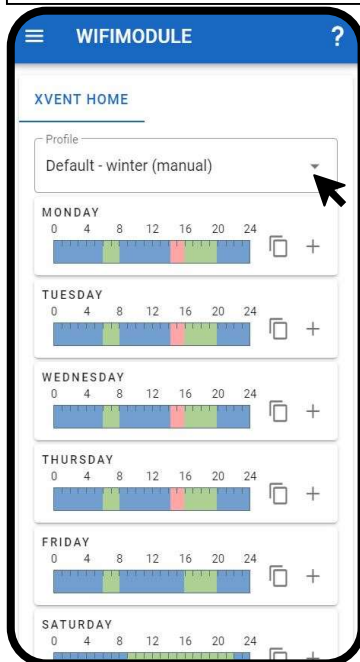 WIFIMODULE ?
XVENT HOME
Profile
Default - winter (manual)
MONDAY
0 4 8 12 16 20 24
+
TUESDAY
0 4 8 12 16 20 24
+
WEDNESDAY
0 4 8 12 16 20 24
+
THURSDAY
0 4 8 12 16 20 24
+
FRIDAY
0 4 8 12 16 20 24
+
SATURDAY
0 4 8 12 16 20 24
+